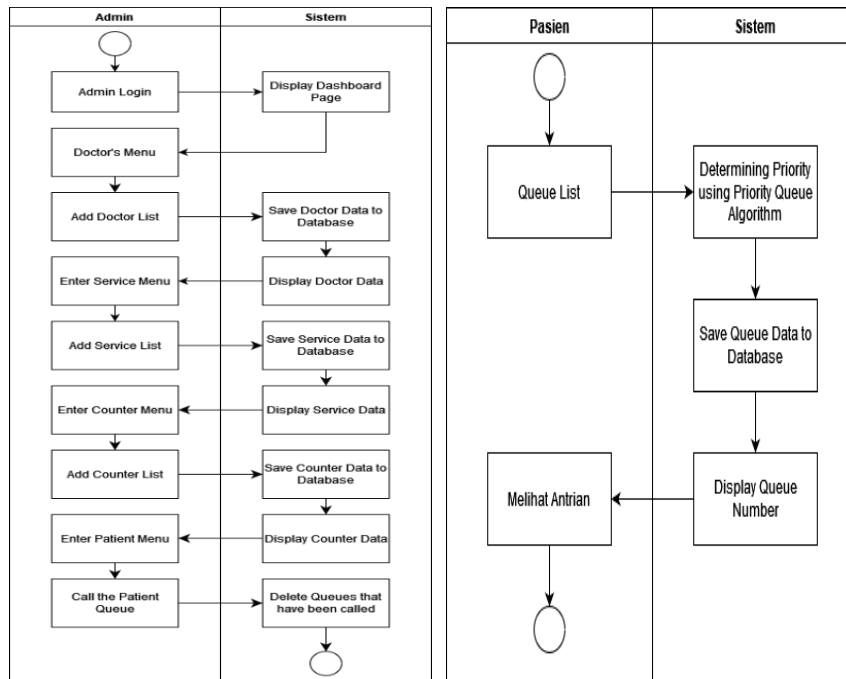 Admin
Sistem
Admin Login
Display Dashboard
Page
Doctor's Menu
Add Doctor List
Save Doctor Data to
Database
Enter Service Menu
Display Doctor Data
Add Service List
Save Service Data to
Database
Enter Counter Menu
Display Service Data
Add Counter List
Save Counter Data to
Database
Enter Patient Menu
Display Counter Data
Call the Patient
Queue
Delete Queues that
have been called
Pasien
Sistem
Queue List
Determining Priority
using Priority Queue
Algorithm
Save Queue Data to
Database
Melihat Antrian
Display Queue
Number